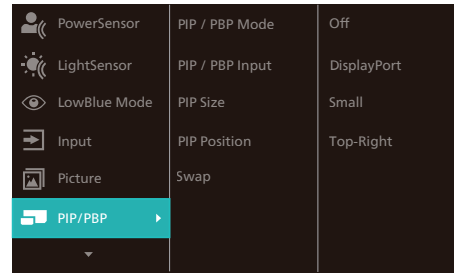 PowerSensor
PIP / PBP Mode
Off
LightSensor
PIP / PBP Input
DisplayPort
LowBlue Mode
PIP Size
Small
Input
PIP Position
Top-Right
Picture
Swap
PIP/PBP